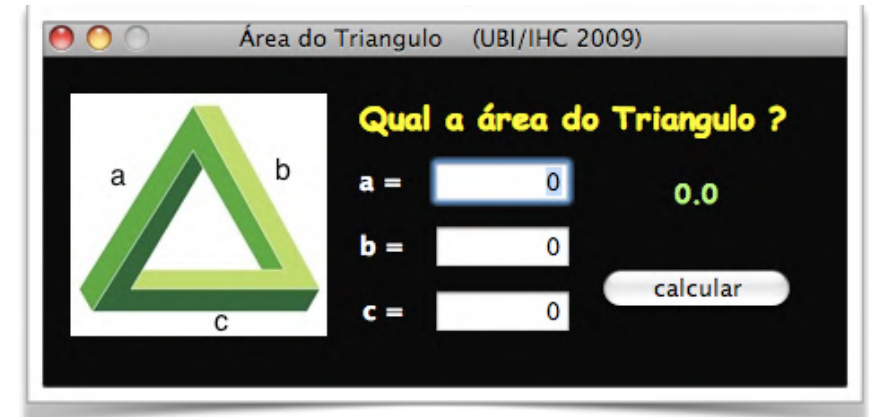 Área do Triangulo (UBI/IHC 2009)
Qual a área do Triangulo ?
a
b
c
a = 0
0.0
b = 0
calcular
c = 0